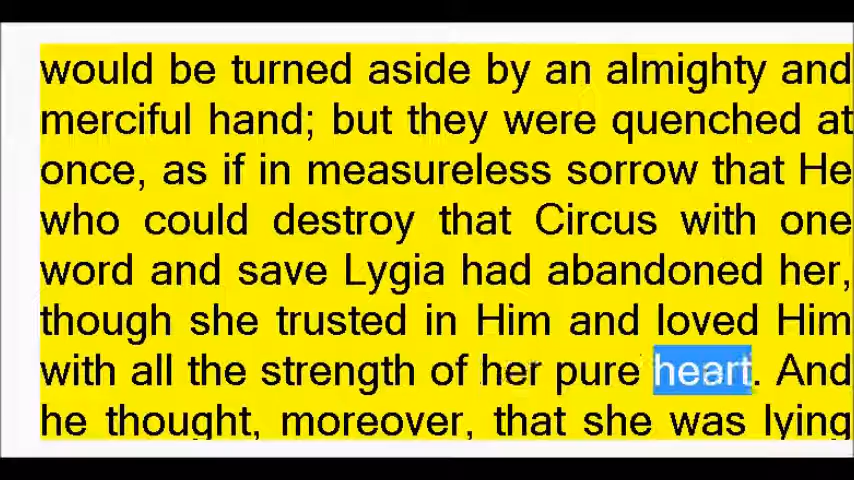 would be turned aside by an almighty and
merciful hand; but they were quenched at
once, as if in measureless sorrow that He
who could destroy that Circus with one
word and save Lygia had abandoned her,
though she trusted in Him and loved Him
with all the strength of her pure heart. And
he thought, moreover, that she was lying